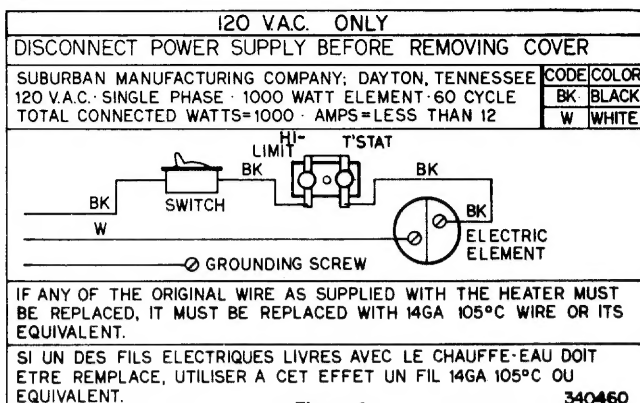 120 V.A.C. ONLY
DISCONNECT POWER SUPPLY BEFORE REMOVING COVER
SUBURBAN MANUFACTURING COMPANY; DAYTON, TENNESSEE
120 V.A.C. · SINGLE PHASE · 1000 WATT ELEMENT · 60 CYCLE
TOTAL CONNECTED WATTS=1000 · AMPS=LESS THAN 12
CODE COLOR
BK BLACK
W WHITE
HI-
LIMIT
T'STAT
BK
BK
BK
SWITCH
BK
W
ELECTRIC
ELEMENT
GROUNDING SCREW
IF ANY OF THE ORIGINAL WIRE AS SUPPLIED WITH THE HEATER MUST
BE REPLACED, IT MUST BE REPLACED WITH 14GA 105°C WIRE OR ITS
EQUIVALENT.
SI UN DES FILS ELECTRIQUES LIVRES AVEC LE CHAUFFE-EAU DOIT
ETRE REMPLACE, UTILISER A CET EFFET UN FIL 14GA 105°C OU
EQUIVALENT.
340460